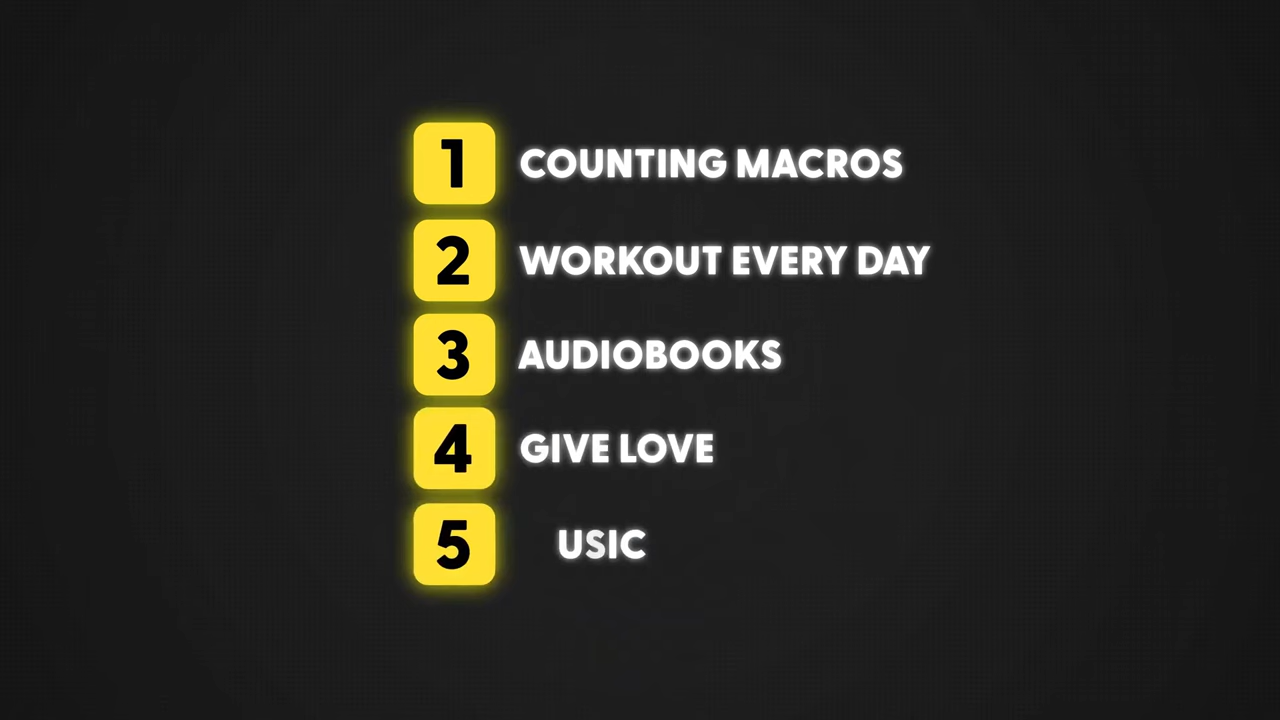 1 COUNTING MACROS
2 WORKOUT EVERY DAY
3 AUDIOBOOKS
4 GIVE LOVE
5 USIC